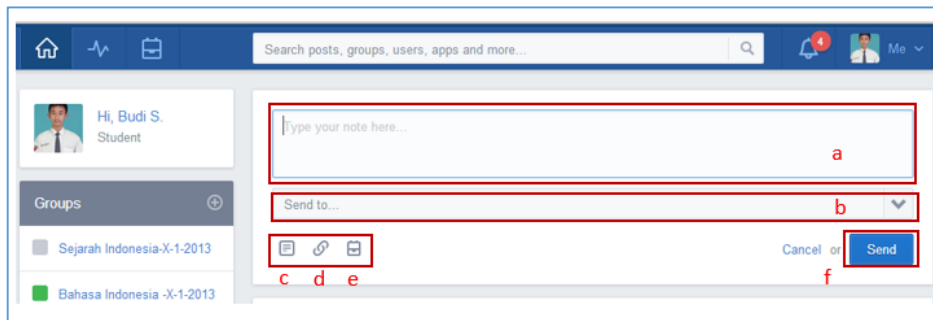 Search posts, groups, users, apps and more...
4
Me
Hi, Budi S.
Student
Type your note here...
a
Groups
Send to...
b
Sejarah Indonesia-X-1-2013
Cancel or Send
c d e f
Bahasa Indonesia -X-1-2013